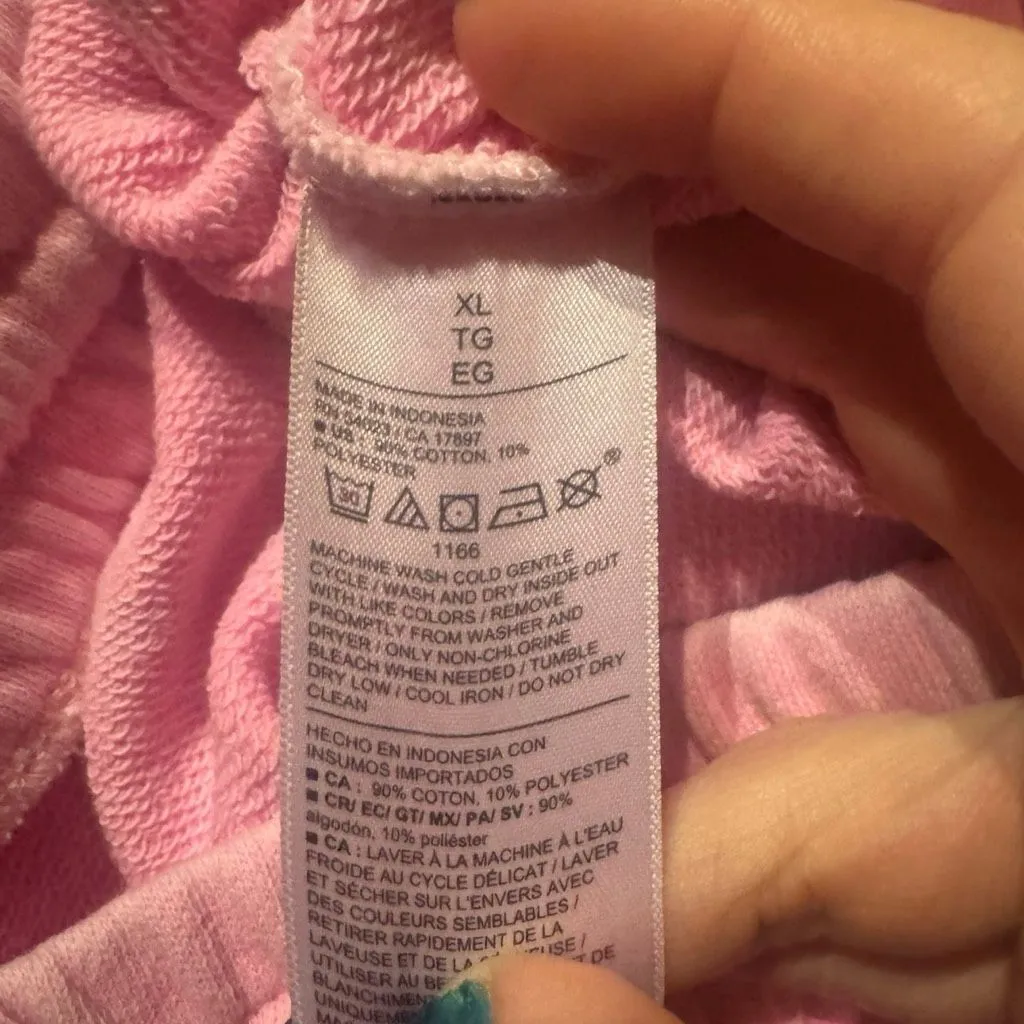 XL
TG
EG
MADE IN INDONESIA
RN 54023 / CA 17897
■ US : 90% COTTON, 10%
POLYESTER
30
®
1166
MACHINE WASH COLD GENTLE
CYCLE / WASH AND DRY INSIDE OUT
WITH LIKE COLORS / REMOVE
PROMPTLY FROM WASHER AND
DRYER / ONLY NON-CHLORINE
BLEACH WHEN NEEDED / TUMBLE
DRY LOW / COOL IRON / DO NOT DRY
CLEAN
HECHO EN INDONESIA CON
INSUMOS IMPORTADOS
■ CA : 90% COTON, 10% POLYESTER
■ CR/ EC/ GT/ MX/ PA/ SV : 90%
algodón, 10% poliéster
■ CA : LAVER À LA MACHINE À L'EAU
FROIDE AU CYCLE DÉLICAT / LAVER
ET SÉCHER SUR L'ENVERS AVEC
DES COULEURS SEMBLABLES /
RETIRER RAPIDEMENT DE LA
LAVEUSE ET DE LA
UTILISER AU DE